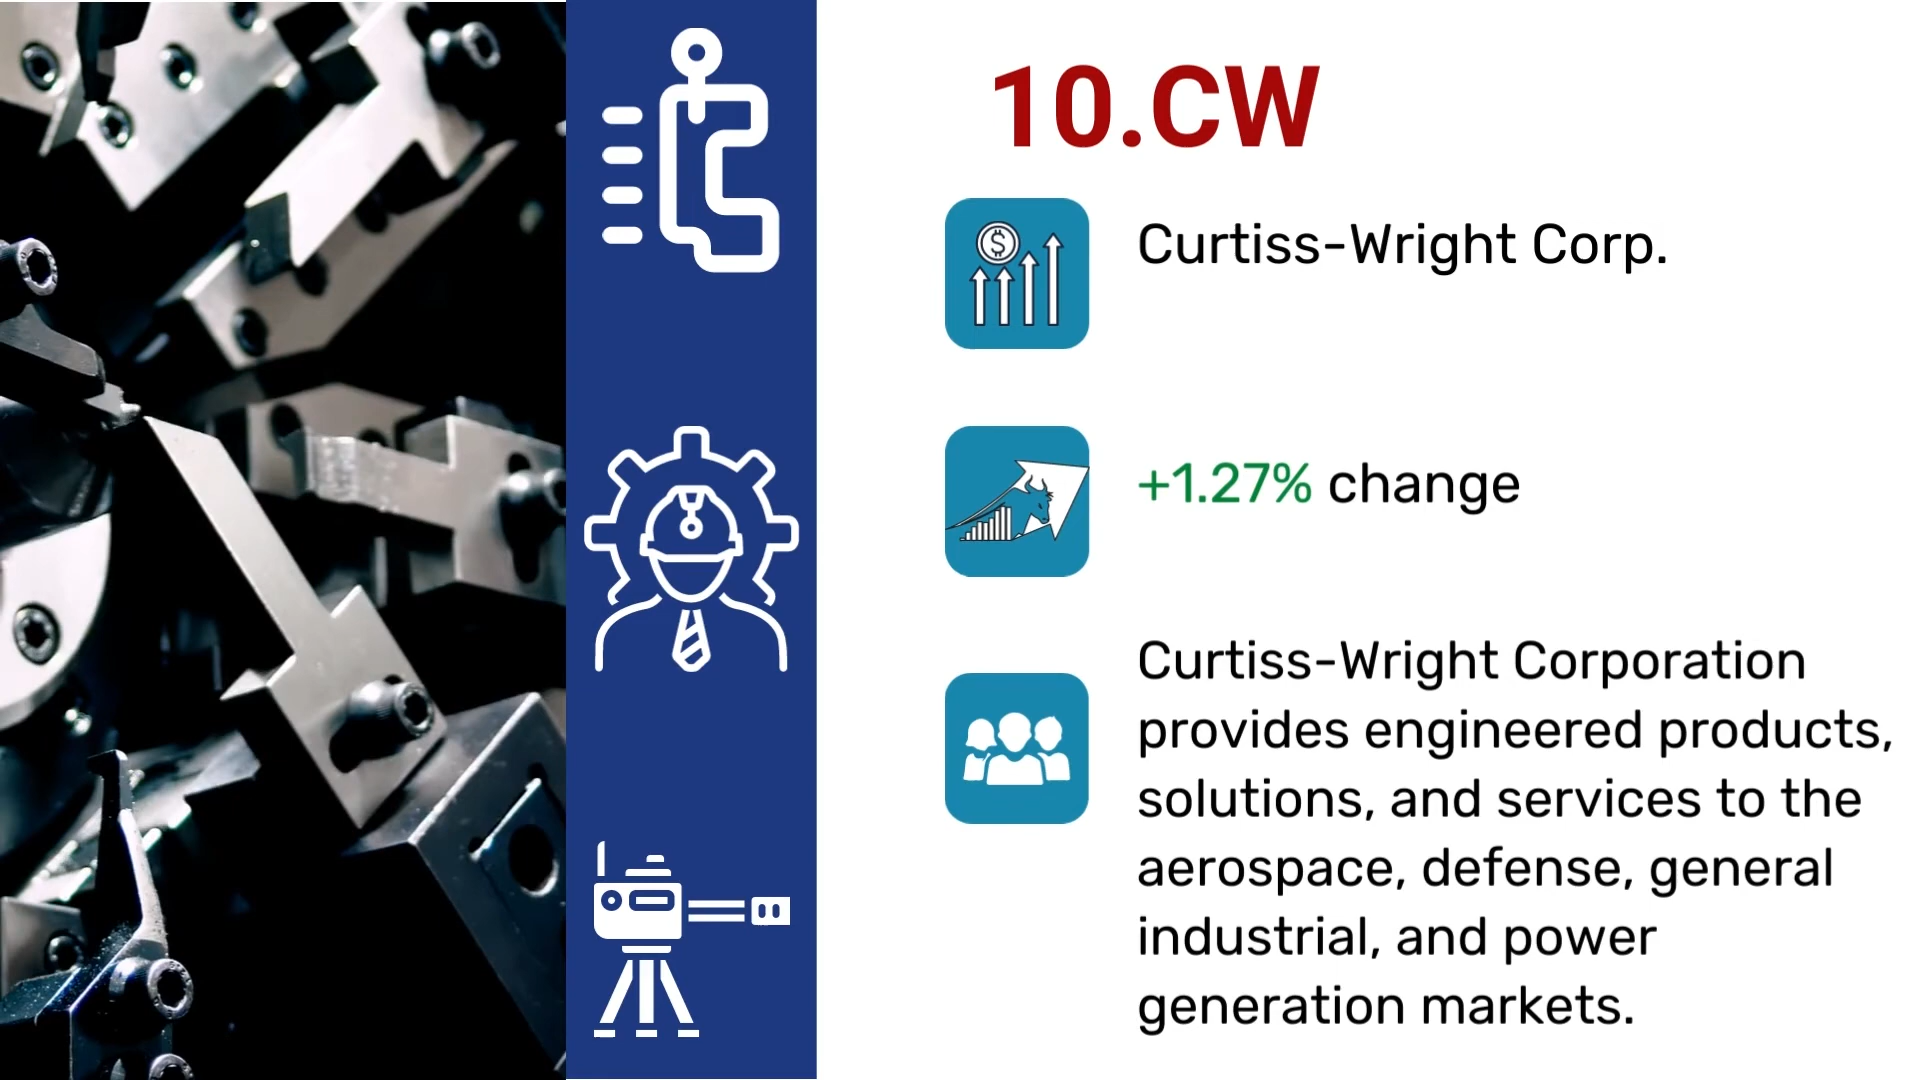 10.CW
Curtiss-Wright Corp.
+1.27% change
Curtiss-Wright Corporation
provides engineered products,
solutions, and services to the
aerospace, defense, general
industrial, and power
generation markets.